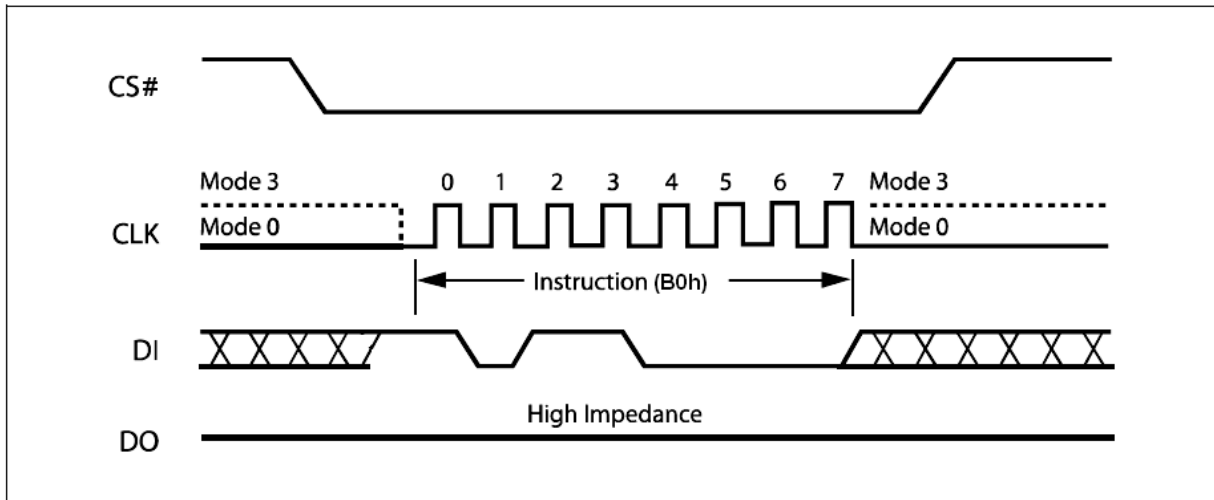 CS#
Mode 3 0 1 2 3 4 5 6 7 Mode 3
CLK Mode 0 Mode 0
Instruction (B0h)
DI
High Impedance
DO